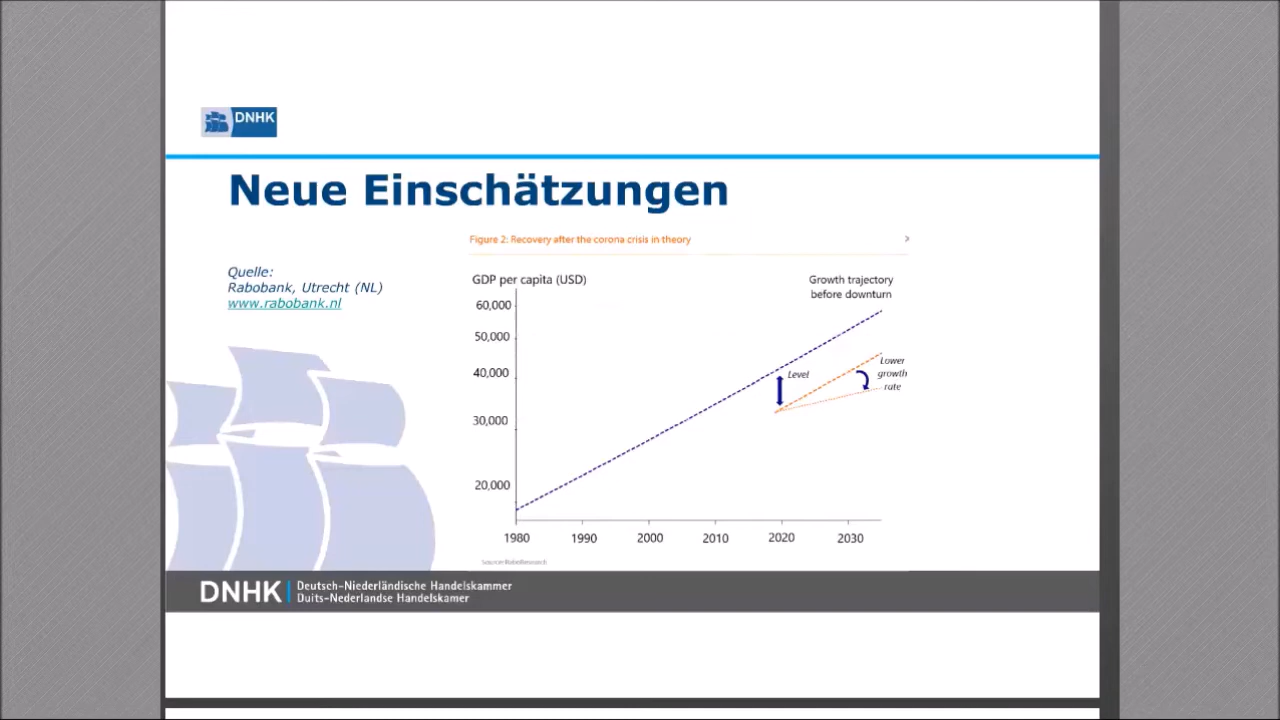 DNHK
Neue Einschätzungen
Figure 2: Recovery after the corona crisis in theory
Quelle:
Rabobank, Utrecht (NL)
www.rabobank.nl
GDP per capita (USD)
Growth trajectory
before downturn
60,000
50,000
40,000
30,000
20,000
Level
Lower
growth
rate
1980
1990
2000
2010
2020
2030
Source: RaboResearch
DNHK
Deutsch-Niederländische Handelskammer
Duits-Nederlandse Handelskamer